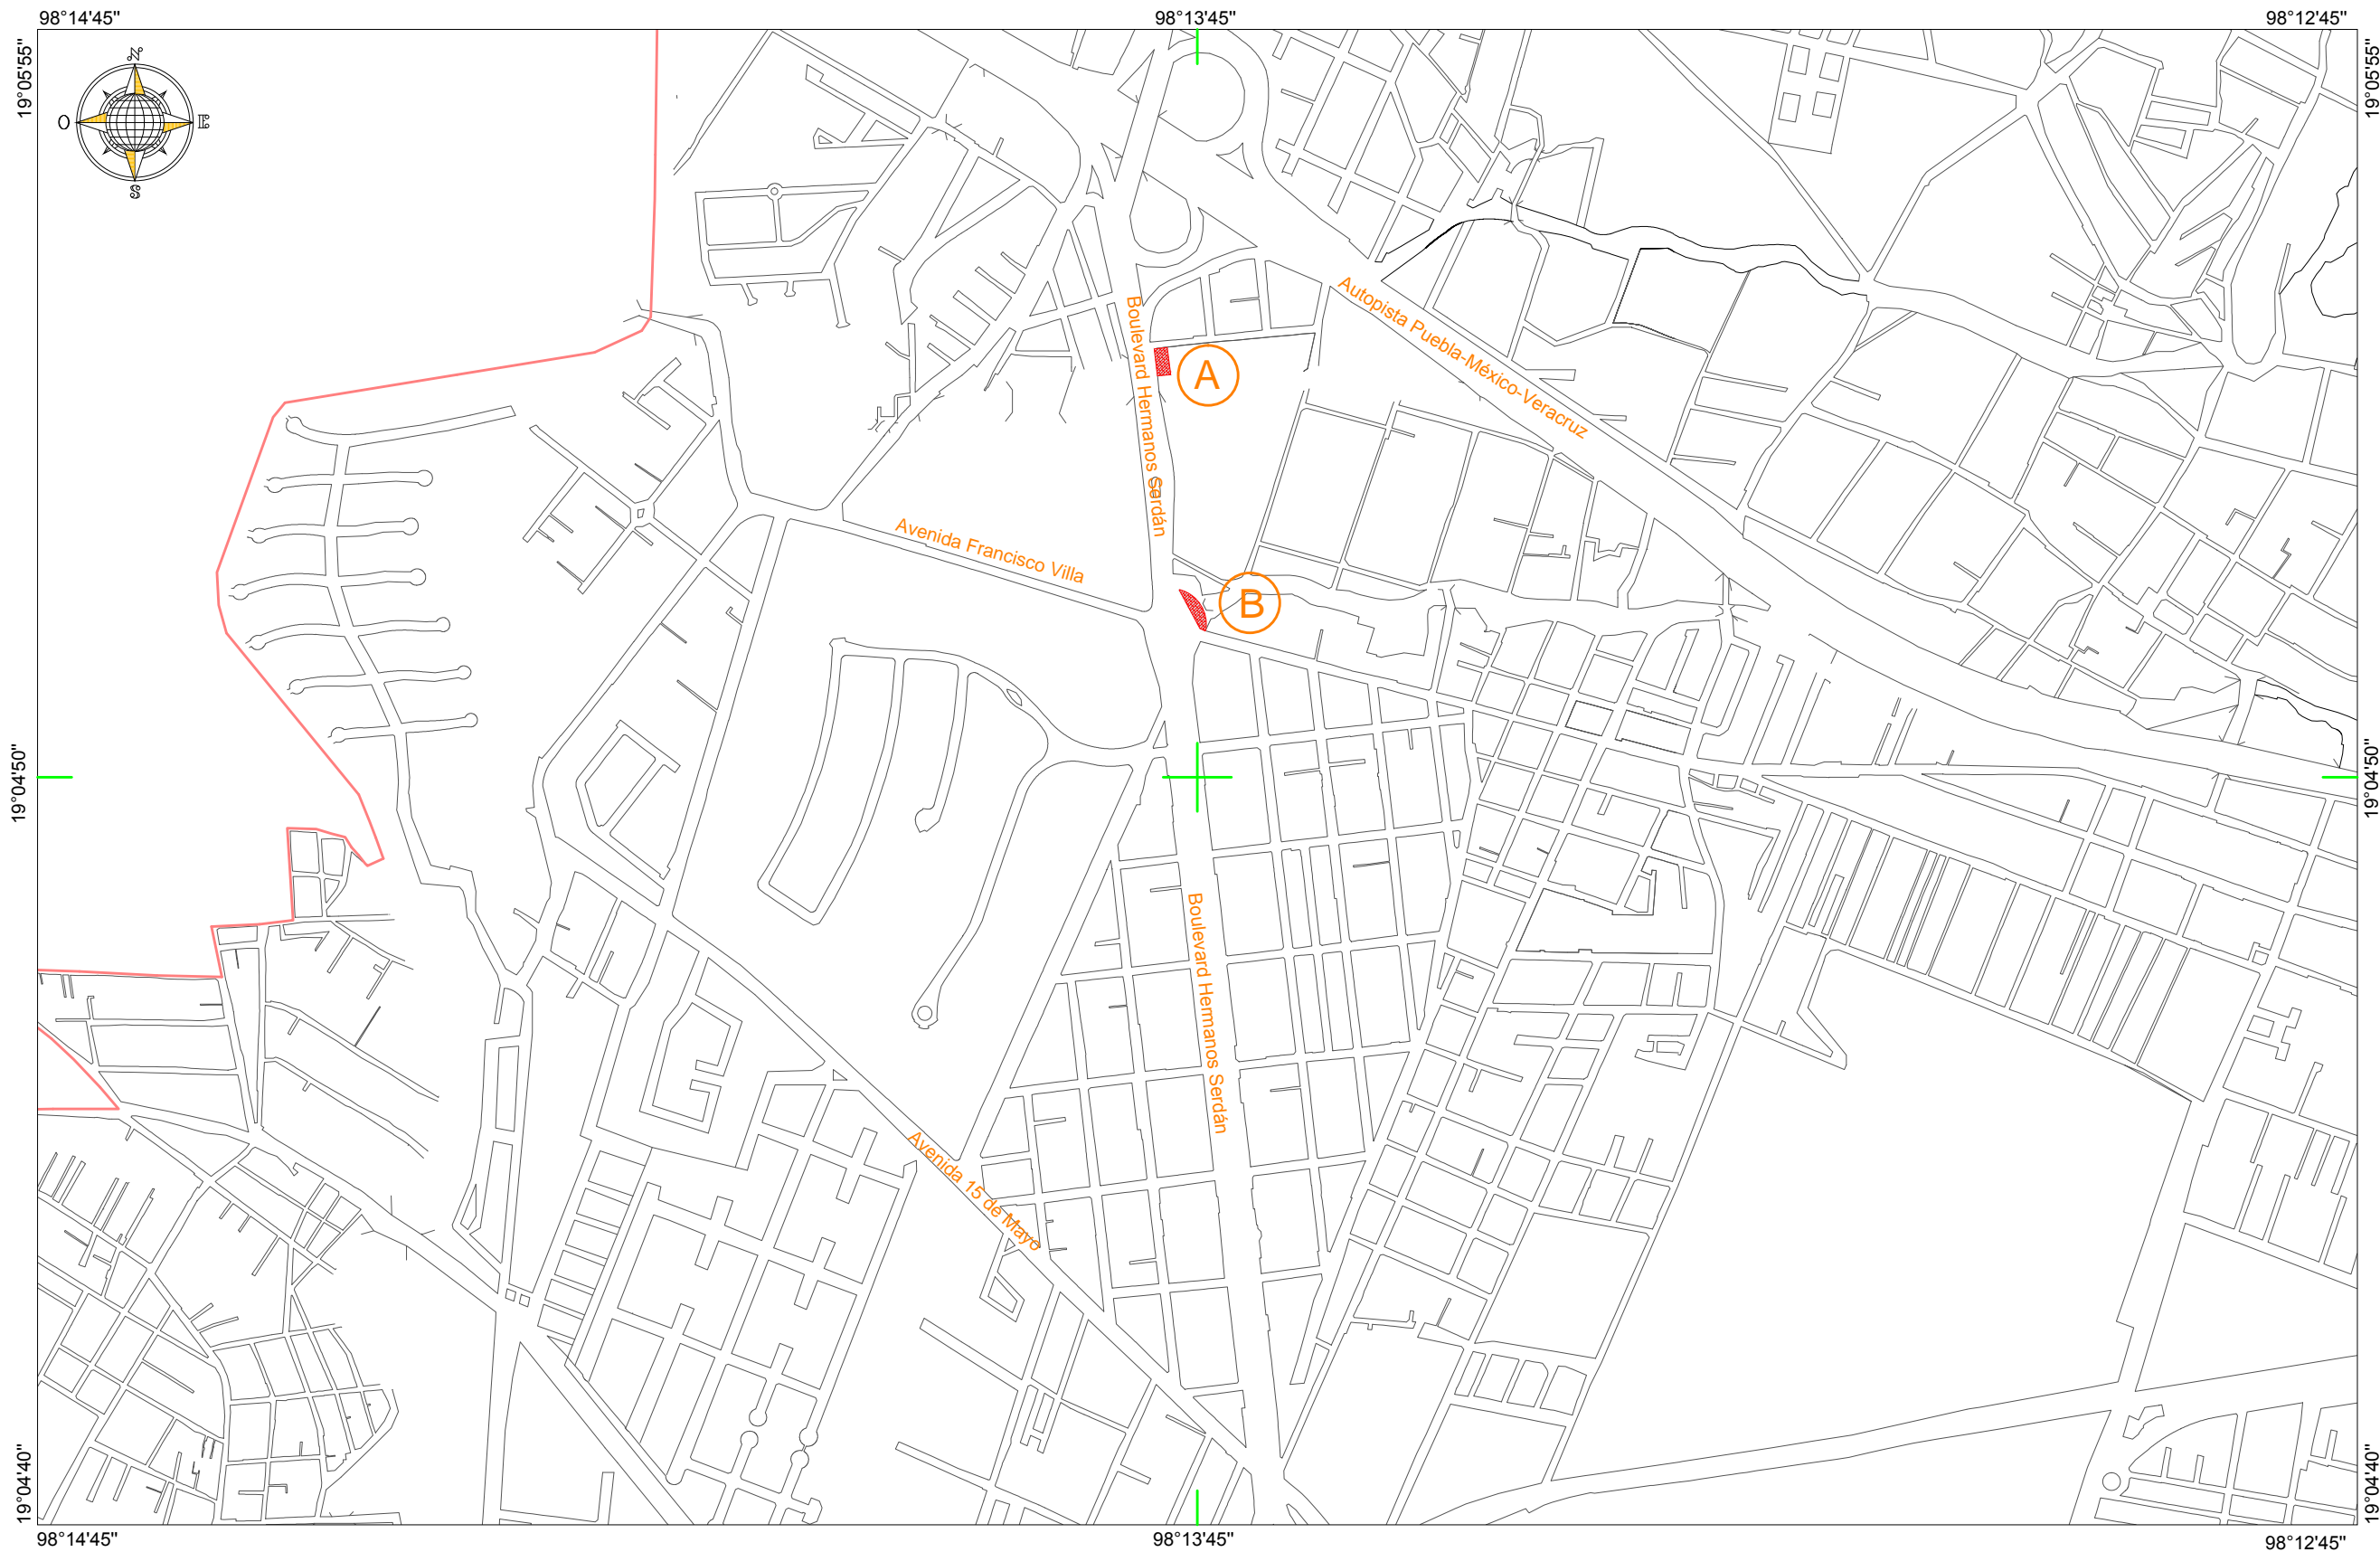 98°14'45"
98°13'45"
98°12'45"
19°05'55"
19°05'55"
N
O
E
S
Boulevard Hermanos Serdán
Autopista Puebla-México-Veracruz
A
Avenida Francisco Villa
B
19°04'50"
19°04'50"
Boulevard Hermanos Serdán
Avenida 15 de Mayo
19°04'40"
19°04'40"
98°14'45"
98°13'45"
98°12'45"